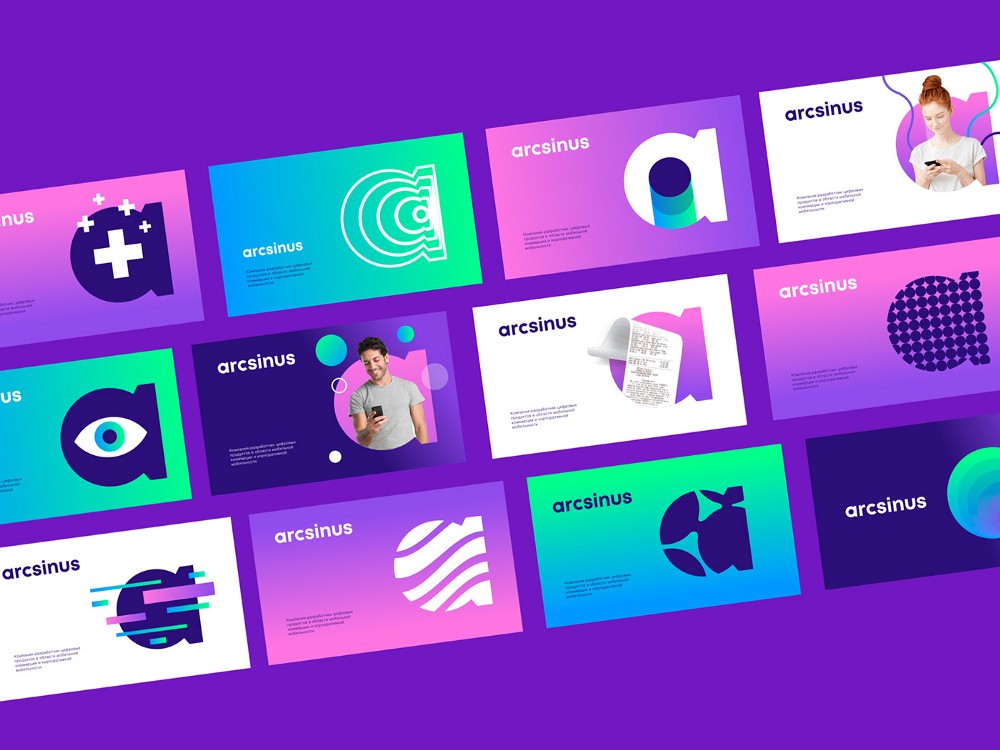 nus
arcsinus
Компания-разработчик цифровых
продуктов в области мобильной
коммерции и корпоративной
мобильности.
arcsinus
Компания-разработчик цифровых
продуктов в области мобильной
коммерции и корпоративной
мобильности.
arcsinus
Компания-разработчик цифровых
продуктов в области мобильной
коммерции и корпоративной
мобильности.
us
arcsinus
Компания-разработчик цифровых
продуктов в области мобильной
коммерции и корпоративной
мобильности.
arcsinus
Компания-разработчик цифровых
продуктов в области мобильной
коммерции и корпоративной
мобильности.
arcsinus
Компания-разработчик цифровых
продуктов в области мобильной
коммерции и корпоративной
мобильности.
arcsinus
Компания-разработчик цифровых
продуктов в области мобильной
коммерции и корпоративной
мобильности.
arcsinus
Компания-разработчик цифровых
продуктов в области мобильной
коммерции и корпоративной
мобильности.
arcsinus
Компания-разработчик цифровых
продуктов в области мобильной
коммерции и корпоративной
мобильности.
arcsinus